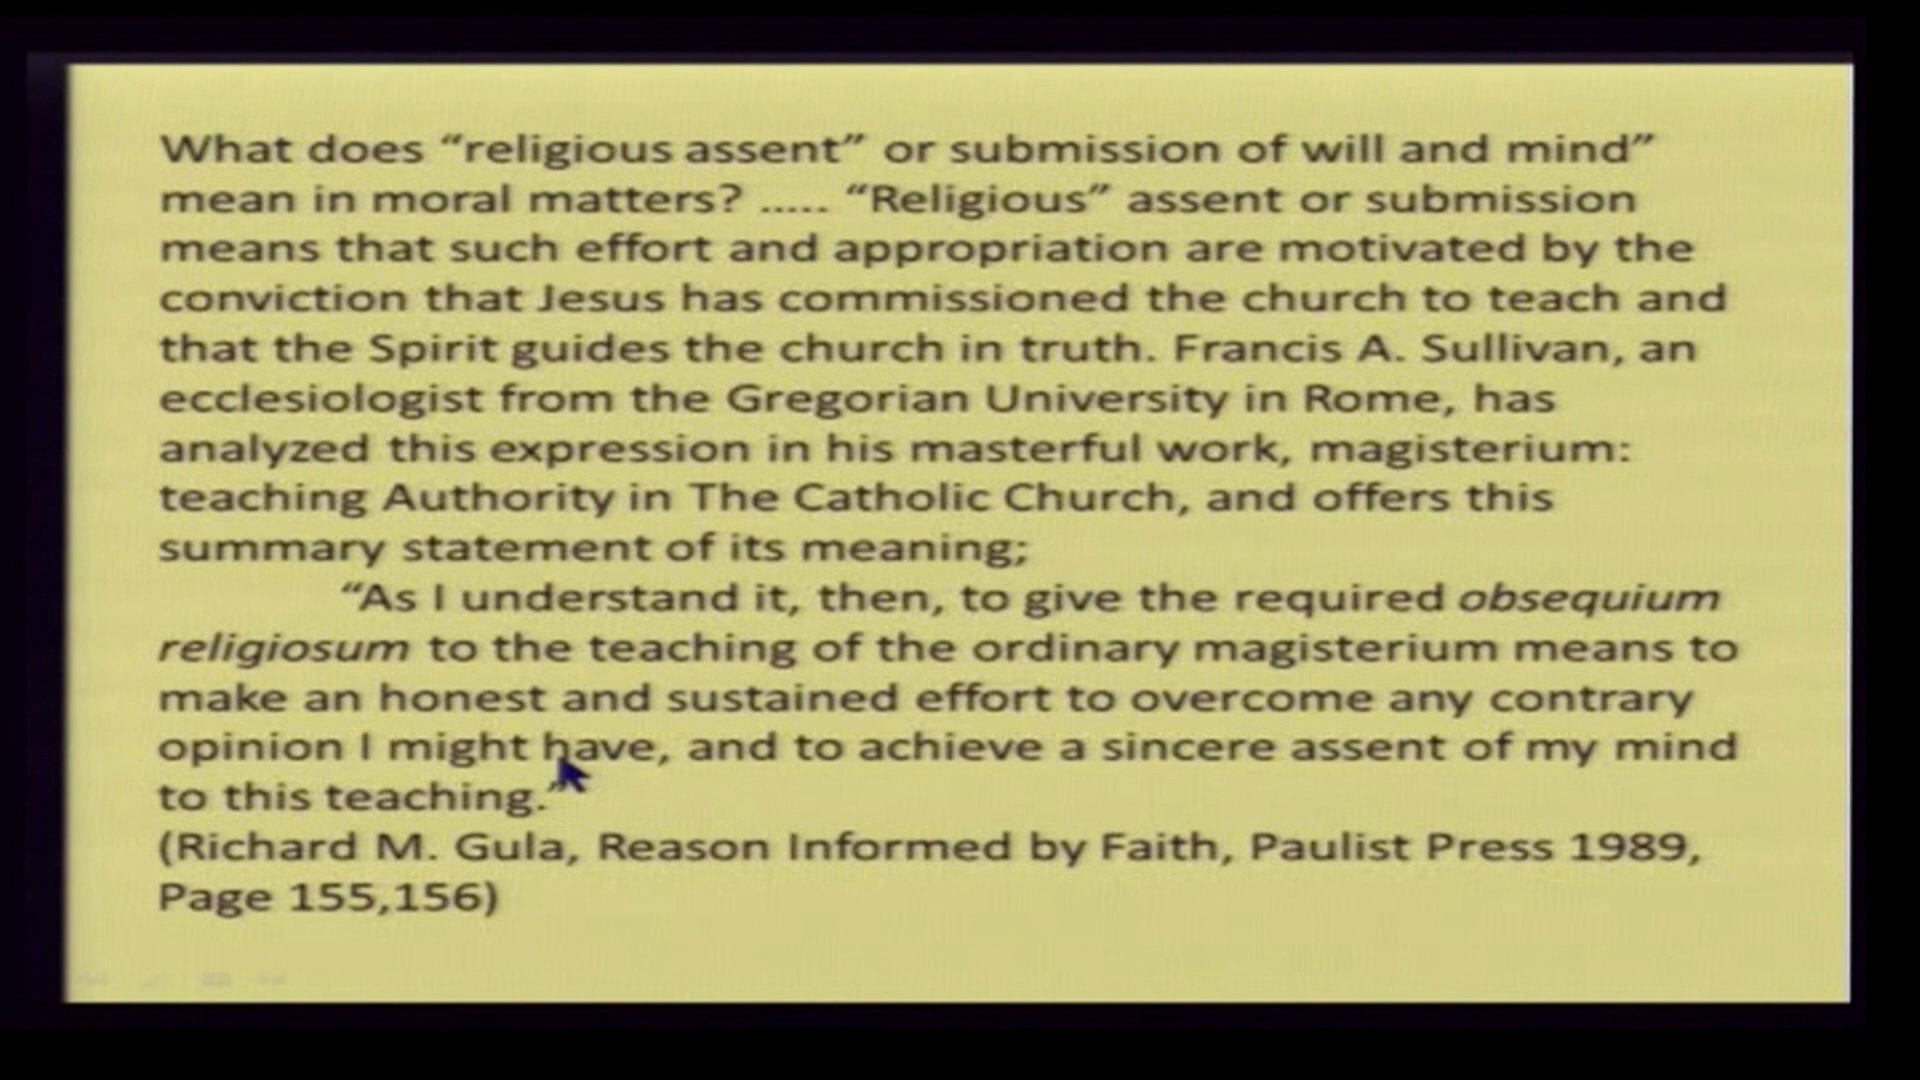 What does “religious assent” or submission of will and mind”
mean in moral matters? ..... “Religious” assent or submission
means that such effort and appropriation are motivated by the
conviction that Jesus has commissioned the church to teach and
that the Spirit guides the church in truth. Francis A. Sullivan, an
ecclesiologist from the Gregorian University in Rome, has
analyzed this expression in his masterful work, magisterium:
teaching Authority in The Catholic Church, and offers this
summary statement of its meaning;
“As I understand it, then, to give the required obsequium
religiosum to the teaching of the ordinary magisterium means to
make an honest and sustained effort to overcome any contrary
opinion I might have, and to achieve a sincere assent of my mind
to this teaching.”
(Richard M. Gula, Reason Informed by Faith, Paulist Press 1989,
Page 155,156)